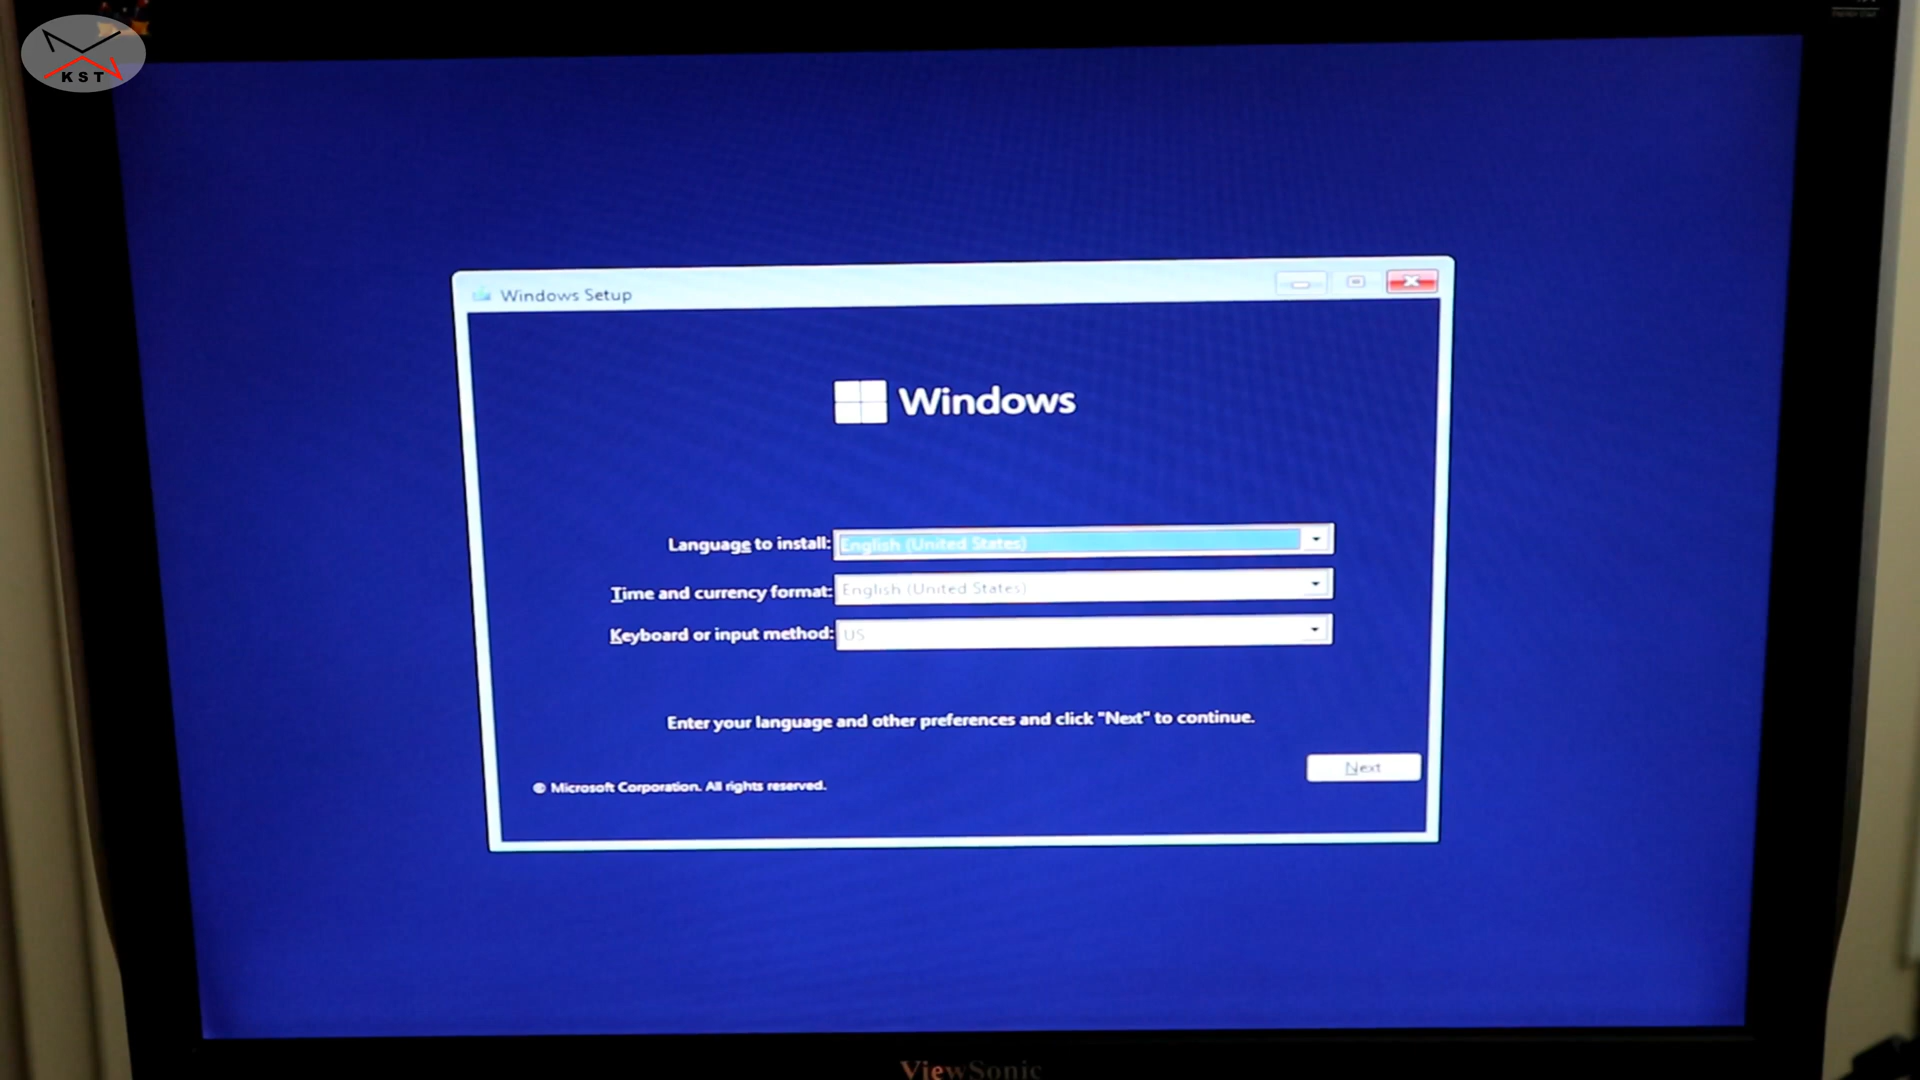 KST
Windows Setup
Windows
Language to install: English (United States)
Time and currency format: English (United States)
Keyboard or input method: US
Enter your language and other preferences and click "Next" to continue.
Next
© Microsoft Corporation. All rights reserved.
ViewSonic